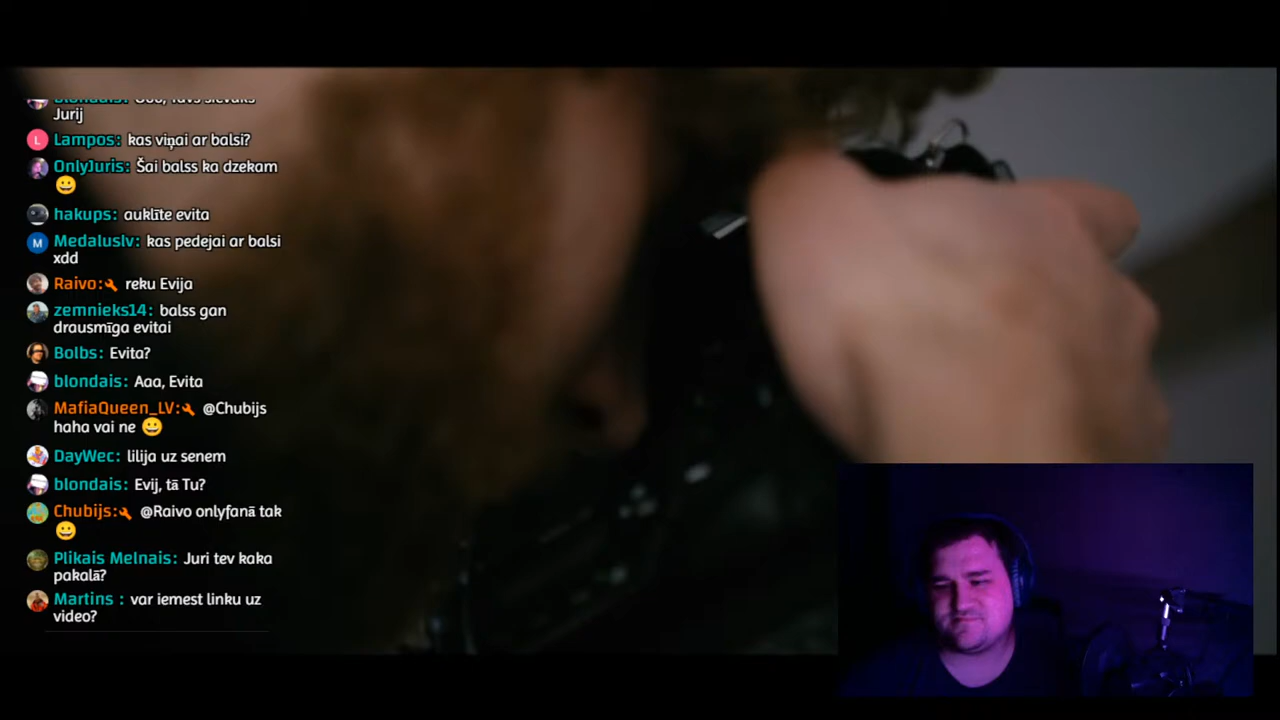 Jurij
L Lampos: kas viņai ar balsi?
OnlyJuris: Šai balss ka dzekam
😀
hakups: auklīte evita
M Medaluslv: kas pedejai ar balsi
xdd
Raivo: reku Evija
zemnieks14: balss gan
drausmīga evitai
Bolbs: Evita?
blondais: Aaa, Evita
MafiaQueen_LV: @Chubijs
haha vai ne 😀
DayWec: lilija uz senem
blondais: Evij, tā Tu?
Chubijs: @Raivo onlyfanā tak
😀
Plikais Melnais: Juri tev kaka
pakaļā?
Martins : var iemest linku uz
video?